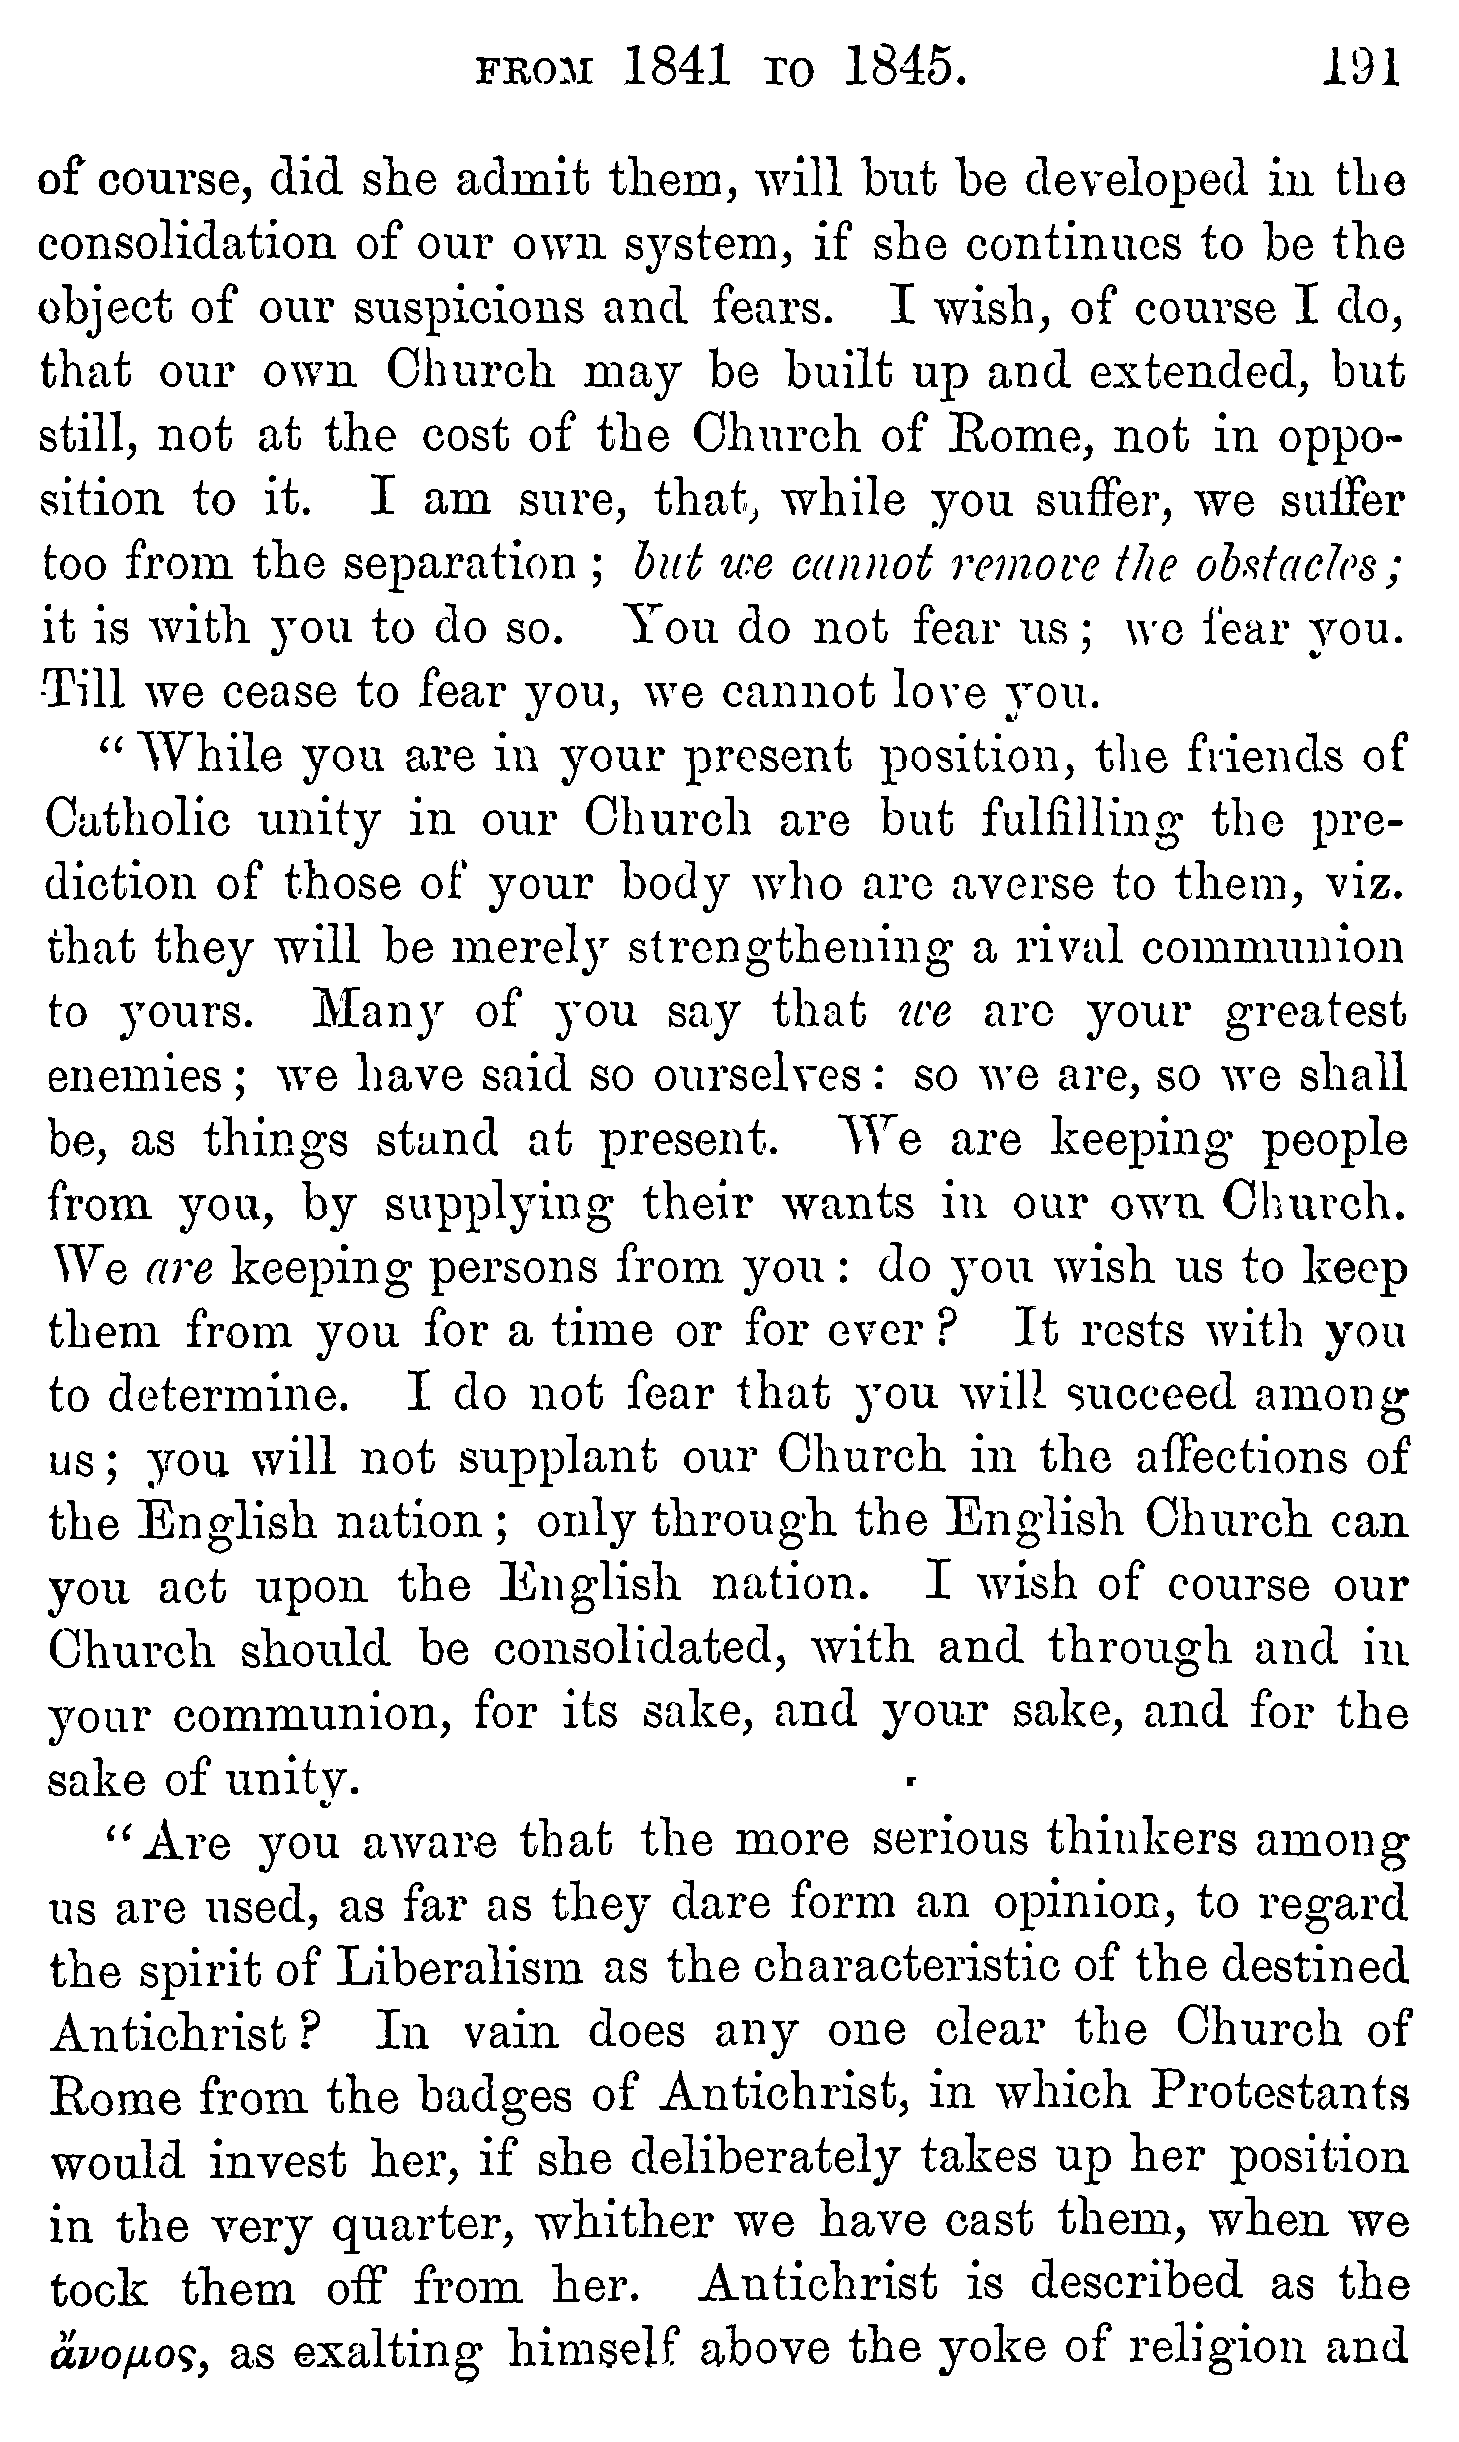 FROM 1841 TO 1845. 191
of course, did she admit them, will but be developed in the
consolidation of our own system, if she continues to be the
object of our suspicions and fears. I wish, of course I do,
that our own Church may be built up and extended, but
still, not at the cost of the Church of Rome, not in oppo-
sition to it. I am sure, that, while you suffer, we suffer
too from the separation; but we cannot remove the obstacles;
it is with you to do so. You do not fear us; we fear you.
Till we cease to fear you, we cannot love you.
"While you are in your present position, the friends of
Catholic unity in our Church are but fulfilling the pre-
diction of those of your body who are averse to them, viz.
that they will be merely strengthening a rival communion
to yours. Many of you say that we are your greatest
enemies; we have said so ourselves: so we are, so we shall
be, as things stand at present. We are keeping people
from you, by supplying their wants in our own Church.
We are keeping persons from you: do you wish us to keep
them from you for a time or for ever? It rests with you
to determine. I do not fear that you will succeed among
us; you will not supplant our Church in the affections of
the English nation; only through the English Church can
you act upon the English nation. I wish of course our
Church should be consolidated, with and through and in
your communion, for its sake, and your sake, and for the
sake of unity.
"Are you aware that the more serious thinkers among
us are used, as far as they dare form an opinion, to regard
the spirit of Liberalism as the characteristic of the destined
Antichrist? In vain does any one clear the Church of
Rome from the badges of Antichrist, in which Protestants
would invest her, if she deliberately takes up her position
in the very quarter, whither we have cast them, when we
tock them off from her. Antichrist is described as the
ἄνομος, as exalting himself above the yoke of religion and